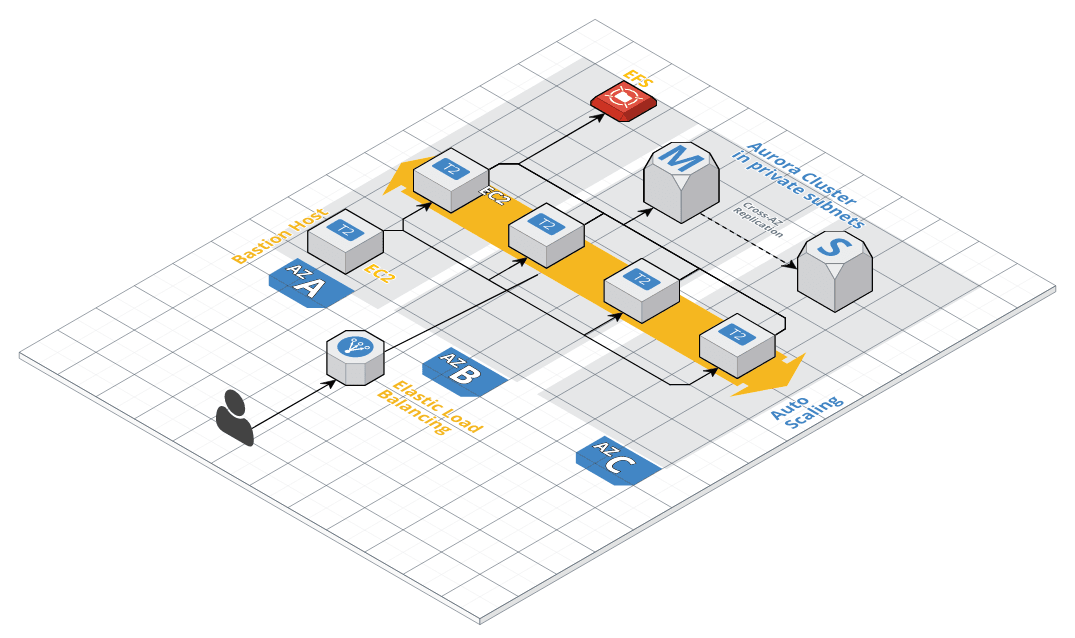 EFS
T2
EC2
M
Aurora Cluster
in private subnets
Cross-AZ
Replication
S
Bastion Host
T2
EC2
T2
T2
T2
AZ A
AZ B
AZ C
Elastic Load
Balancing
Auto
Scaling